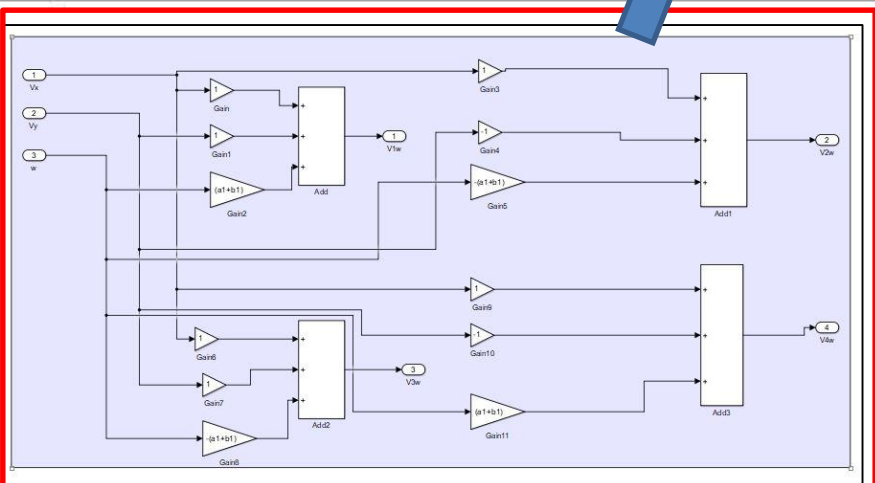 1
Vx
2
Vy
3
w
1
Gain
1
Gain1
(a1+b1)
Gain2
+
+
+
Add
1
V1w
1
Gain3
-1
Gain4
-(a1+b1)
Gain5
+
+
+
Add1
2
V2w
1
Gain6
1
Gain7
-(a1+b1)
Gain8
+
+
+
Add2
3
V3w
1
Gain9
-1
Gain10
(a1+b1)
Gain11
+
+
+
Add3
4
V4w